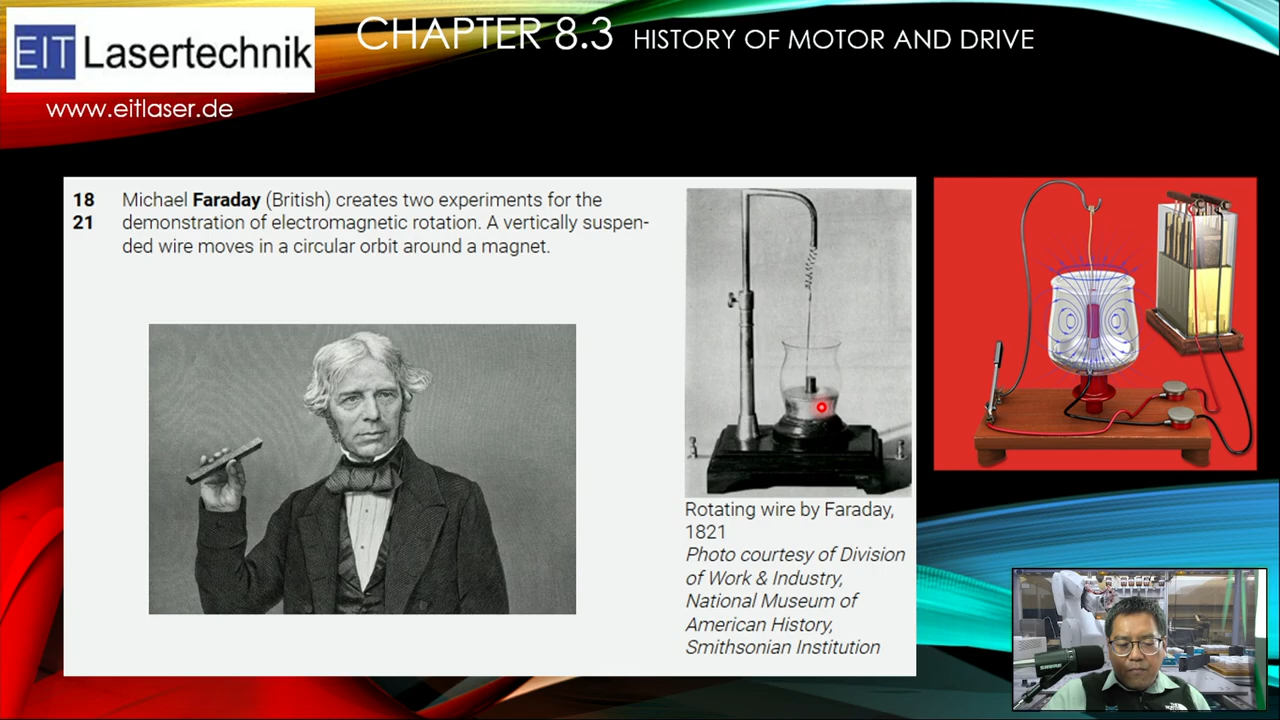 EIT Lasertechnik
CHAPTER 8.3 HISTORY OF MOTOR AND DRIVE
www.eitlaser.de
18
21
Michael Faraday (British) creates two experiments for the
demonstration of electromagnetic rotation. A vertically suspen-
ded wire moves in a circular orbit around a magnet.
Rotating wire by Faraday,
1821
Photo courtesy of Division
of Work & Industry,
National Museum of
American History,
Smithsonian Institution
SHURE